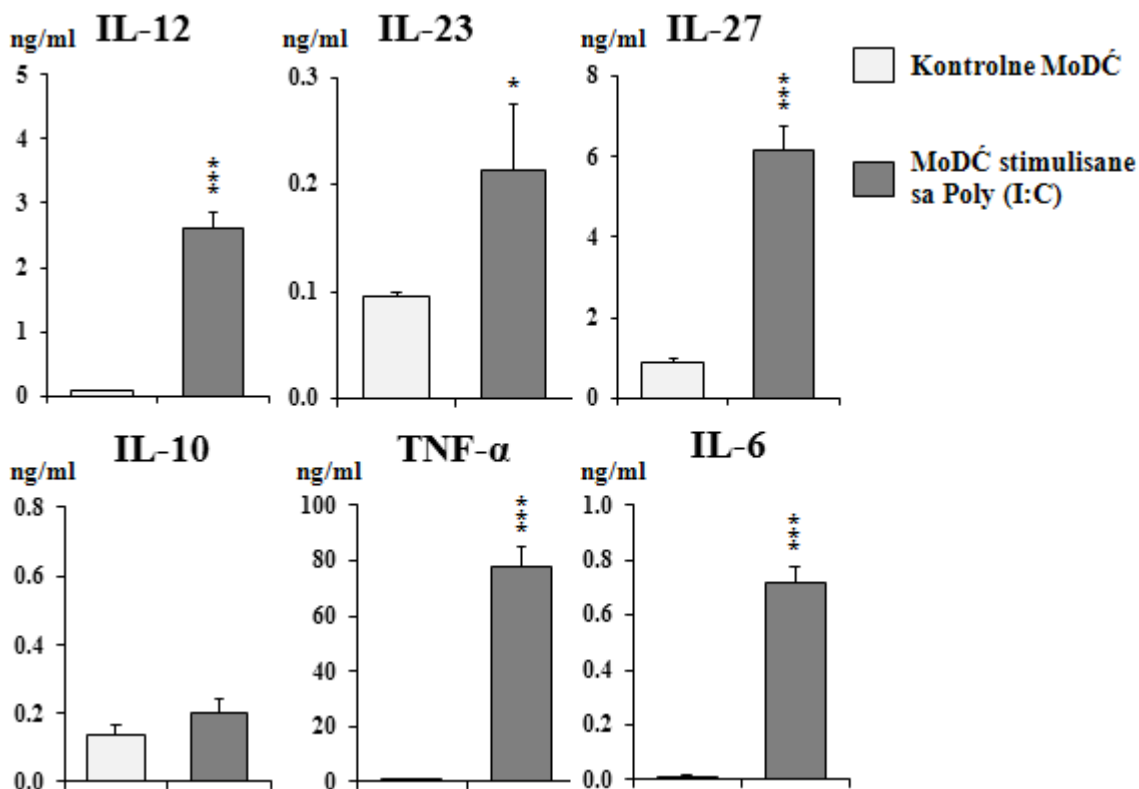 IL-12
ng/ml
5
4
3
2
1
0
***
IL-23
ng/ml
0.3
0.2
0.1
0.0
*
IL-27
ng/ml
8
6
4
2
0
***
Kontrolne MoDĆ
MoDĆ stimulisane
sa Poly (I:C)
IL-10
ng/ml
0.8
0.6
0.4
0.2
0.0
TNF-α
ng/ml
100
80
60
40
20
0
***
IL-6
ng/ml
1.0
0.8
0.6
0.4
0.2
0.0
***